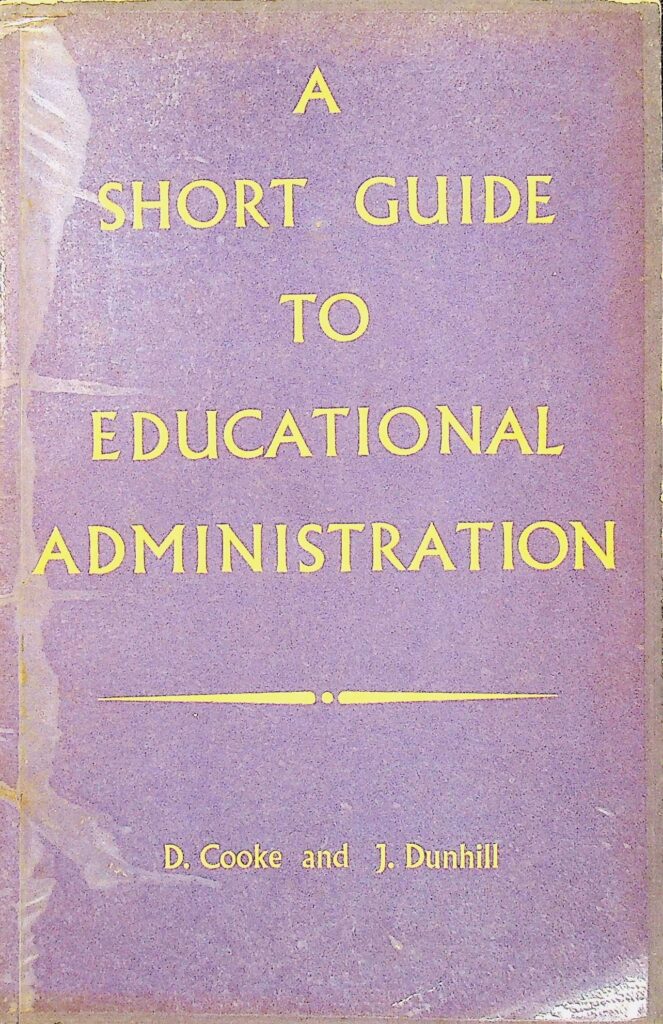 A
SHORT GUIDE
TO
EDUCATIONAL
ADMINISTRATION
D. Cooke and J. Dunhill